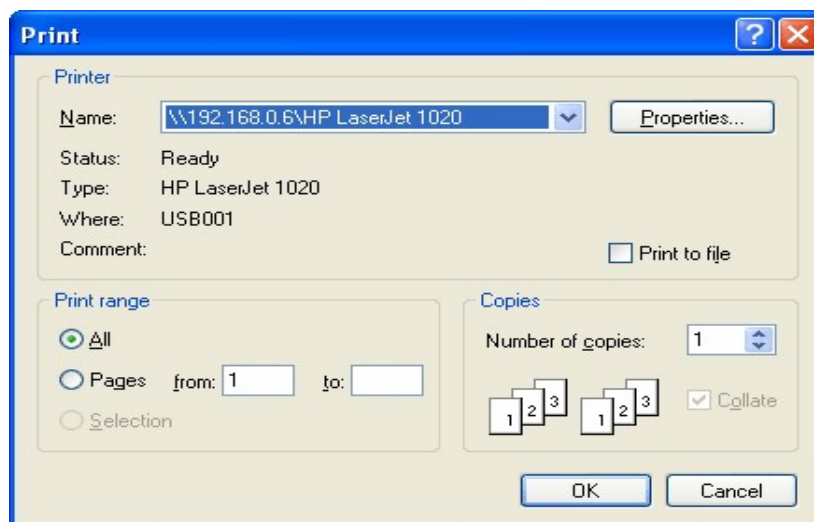 Print
Printer
Name: \\192.168.0.6\HP LaserJet 1020 Properties...
Status: Ready
Type: HP LaserJet 1020
Where: USB001
Comment: Print to file
Print range
All
Pages from: 1 to:
Selection
Copies
Number of copies: 1
1 2 3 1 2 3 Collate
OK Cancel